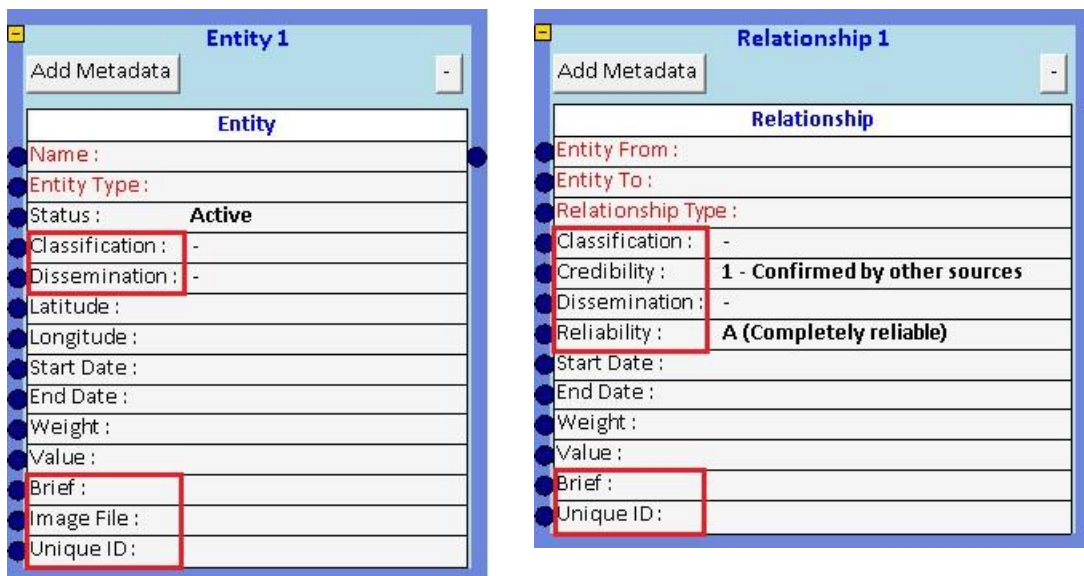 Entity 1
Add Metadata
-
Entity
Name :
Entity Type :
Status : Active
Classification : -
Dissemination : -
Latitude :
Longitude :
Start Date :
End Date :
Weight :
Value :
Brief :
Image File :
Unique ID :
Relationship 1
Add Metadata
-
Relationship
Entity From :
Entity To :
Relationship Type :
Classification : -
Credibility : 1 - Confirmed by other sources
Dissemination : -
Reliability : A (Completely reliable)
Start Date :
End Date :
Weight :
Value :
Brief :
Unique ID :